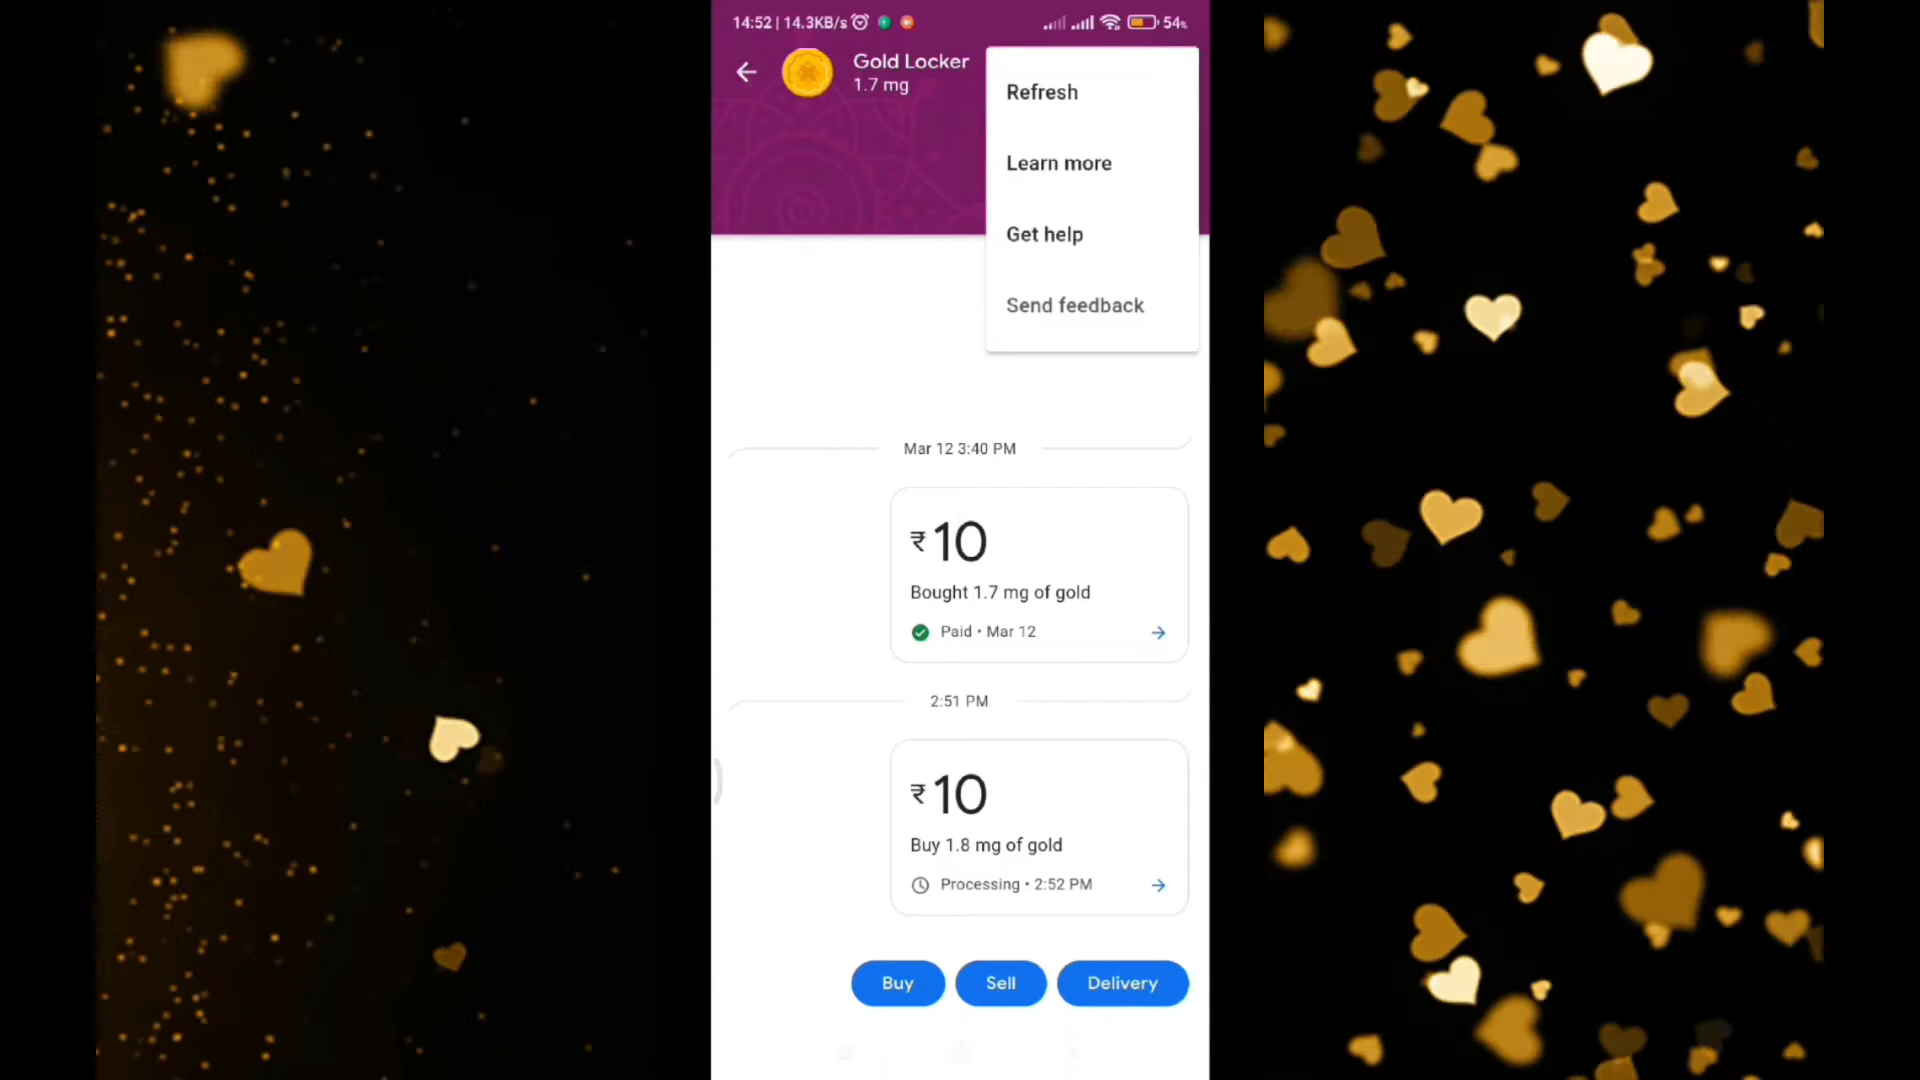 14:52 | 14.3KB/s 54%
Gold Locker
1.7 mg
Refresh
Learn more
Get help
Send feedback
Mar 12 3:40 PM
₹10
Bought 1.7 mg of gold
Paid • Mar 12
2:51 PM
₹10
Buy 1.8 mg of gold
Processing • 2:52 PM
Buy Sell Delivery